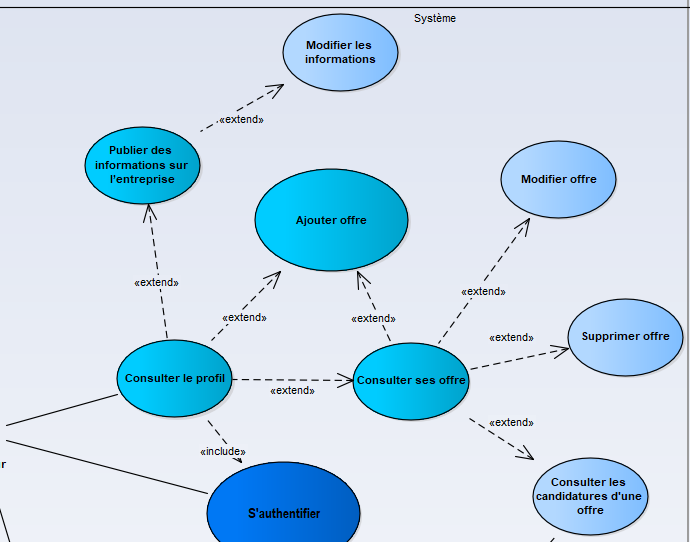 Système
Modifier les
informations
«extend»
Publier des
informations sur
l'entreprise
Modifier offre
Ajouter offre
«extend»
«extend»
«extend»
«extend»
Supprimer offre
«extend»
Consulter le profil
«extend»
Consulter ses offre
«extend»
«include»
r
Consulter les
candidatures d'une
offre
S'authentifier